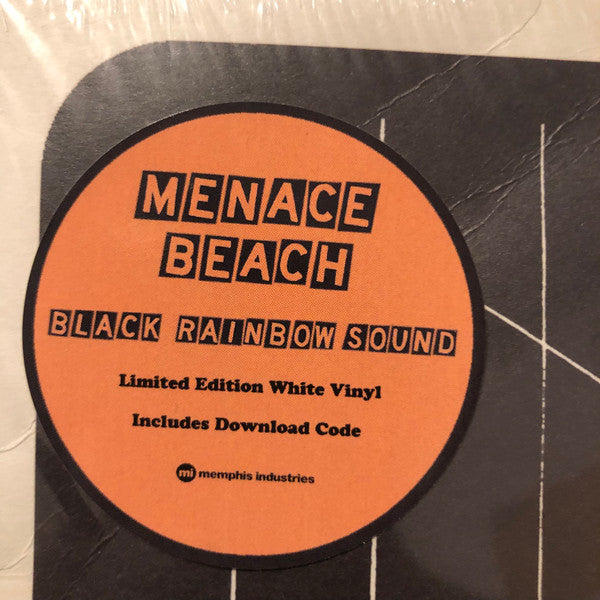 MENACE
BEACH
BLACK RAINBOW SOUND
Limited Edition White Vinyl
Includes Download Code
mi memphis industries